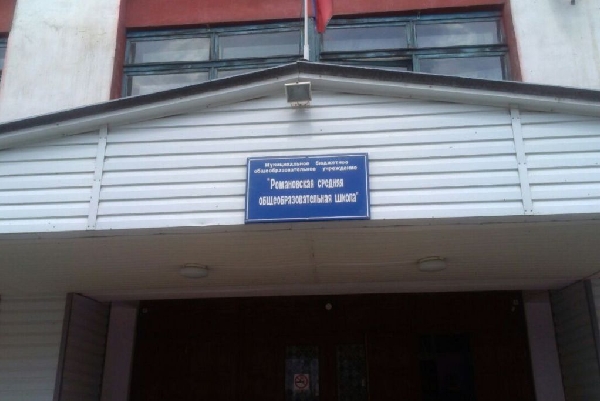 Муниципальное бюджетное
общеобразовательное учреждение
"Романовская средняя
общеобразовательная школа"